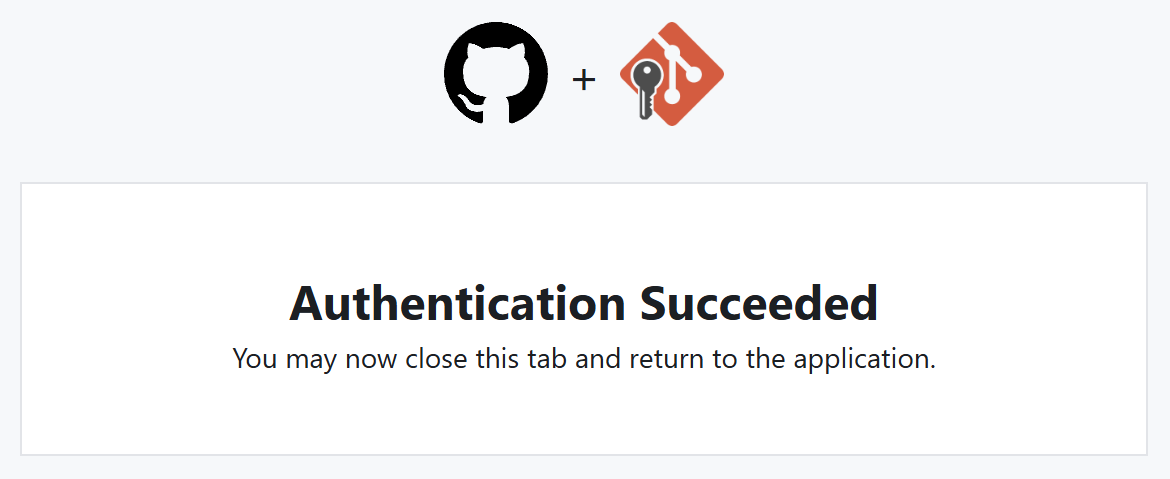 +
Authentication Succeeded
You may now close this tab and return to the application.